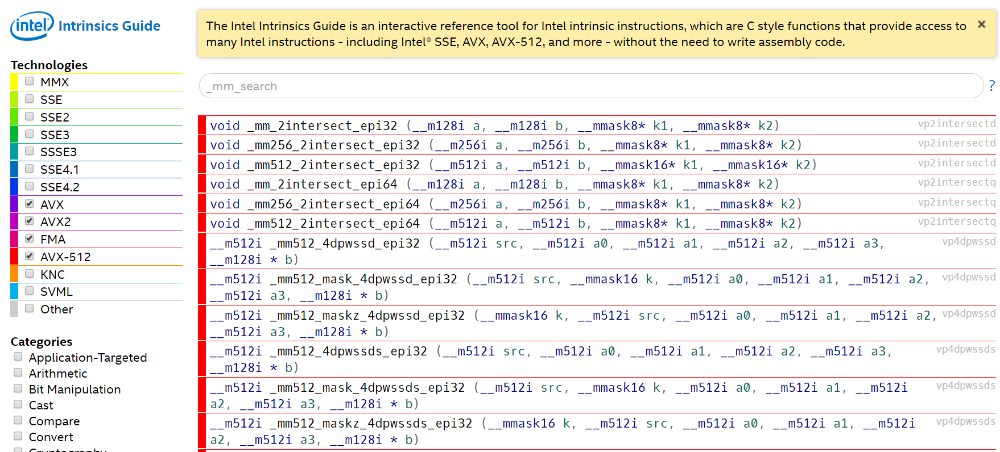 intel Intrinsics Guide
The Intel Intrinsics Guide is an interactive reference tool for Intel intrinsic instructions, which are C style functions that provide access to
many Intel instructions - including Intel® SSE, AVX, AVX-512, and more - without the need to write assembly code.
×
Technologies
MMX
SSE
SSE2
SSE3
SSSE3
SSE4.1
SSE4.2
AVX
AVX2
FMA
AVX-512
KNC
SVML
Other
Categories
Application-Targeted
Arithmetic
Bit Manipulation
Cast
Compare
Convert
Cryptography
_mm_search
?
void _mm_2intersect_epi32 (__m128i a, __m128i b, __mmask8* k1, __mmask8* k2) vp2intersectd
void _mm256_2intersect_epi32 (__m256i a, __m256i b, __mmask8* k1, __mmask8* k2) vp2intersectd
void _mm512_2intersect_epi32 (__m512i a, __m512i b, __mmask16* k1, __mmask16* k2) vp2intersectd
void _mm_2intersect_epi64 (__m128i a, __m128i b, __mmask8* k1, __mmask8* k2) vp2intersectq
void _mm256_2intersect_epi64 (__m256i a, __m256i b, __mmask8* k1, __mmask8* k2) vp2intersectq
void _mm512_2intersect_epi64 (__m512i a, __m512i b, __mmask8* k1, __mmask8* k2) vp2intersectq
__m512i _mm512_4dpwssd_epi32 (__m512i src, __m512i a0, __m512i a1, __m512i a2, __m512i a3, vp4dpwssd
__m128i * b)
__m512i _mm512_mask_4dpwssd_epi32 (__m512i src, __mmask16 k, __m512i a0, __m512i a1, __m512i a2, vp4dpwssd
__m512i a3, __m128i * b)
__m512i _mm512_maskz_4dpwssd_epi32 (__mmask16 k, __m512i src, __m512i a0, __m512i a1, __m512i a2, vp4dpwssd
__m512i a3, __m128i * b)
__m512i _mm512_4dpwssds_epi32 (__m512i src, __m512i a0, __m512i a1, __m512i a2, __m512i a3, vp4dpwssds
__m128i * b)
__m512i _mm512_mask_4dpwssds_epi32 (__m512i src, __mmask16 k, __m512i a0, __m512i a1, __m512i vp4dpwssds
a2, __m512i a3, __m128i * b)
__m512i _mm512_maskz_4dpwssds_epi32 (__mmask16 k, __m512i src, __m512i a0, __m512i a1, __m512i vp4dpwssds
a2, __m512i a3, __m128i * b)